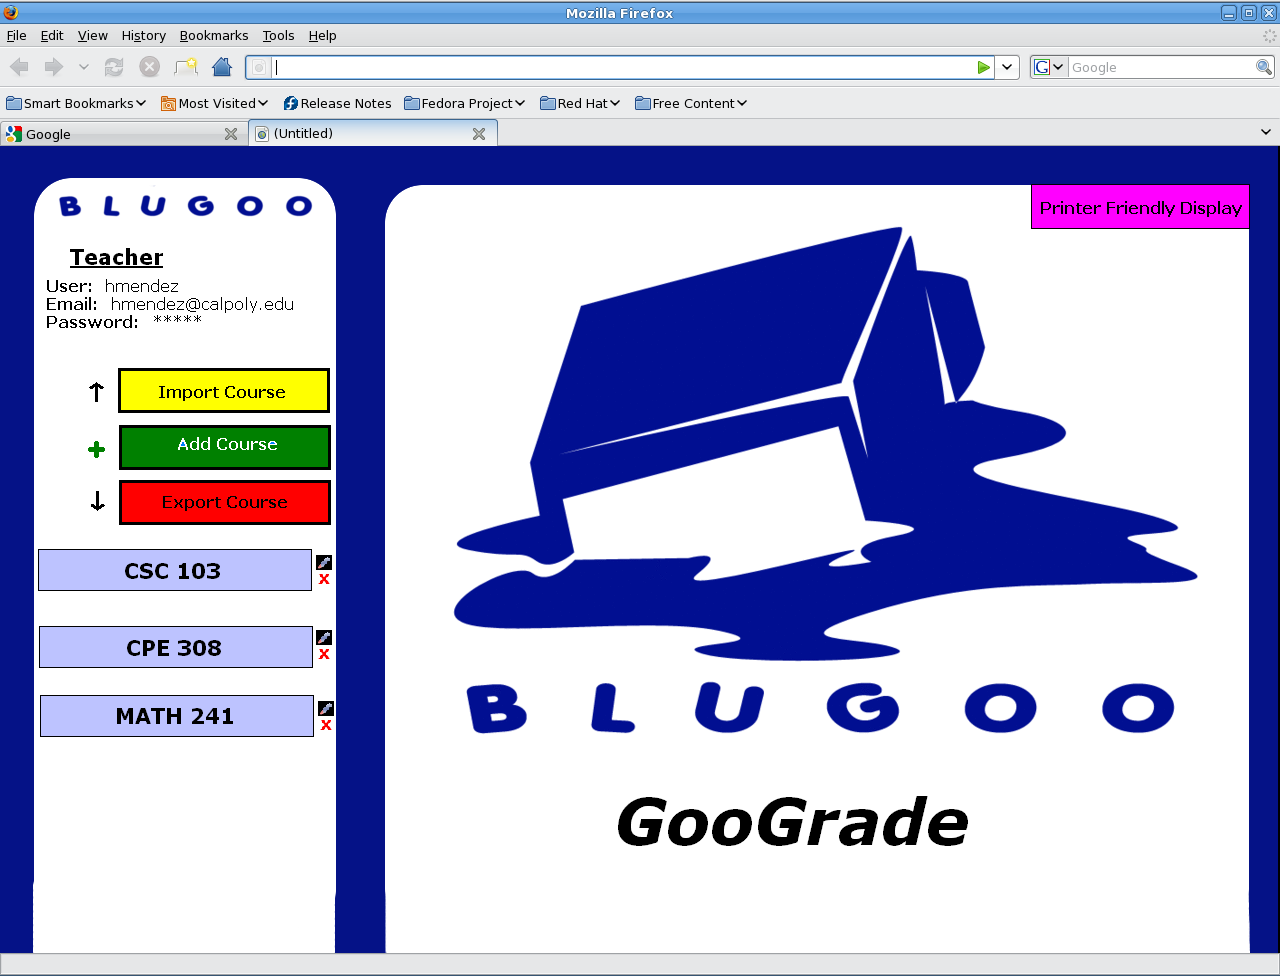 Mozilla Firefox
File Edit View History Bookmarks Tools Help
G Google
Smart Bookmarks Most Visited Release Notes Fedora Project Red Hat Free Content
Google (Untitled)
BLUGOO
Printer Friendly Display
Teacher
User: hmendez
Email: hmendez@calpoly.edu
Password: *****
Import Course
Add Course
Export Course
CSC 103
X
CPE 308
X
MATH 241
X
BLUGOO
GooGrade